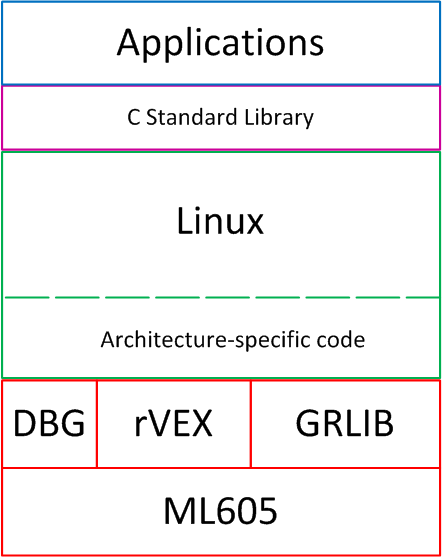 Applications
C Standard Library
Linux
Architecture-specific code
DBG rVEX GRLIB
ML605